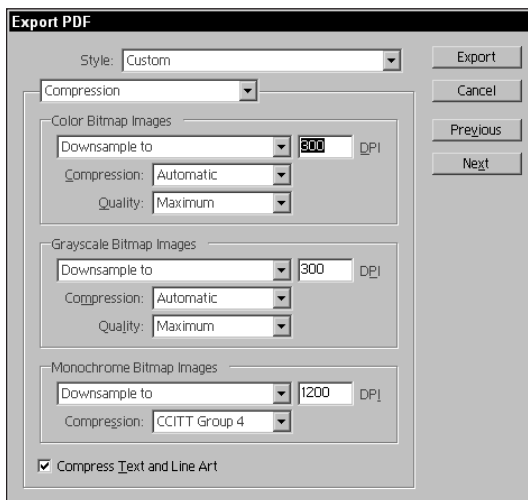 Export PDF
Style: Custom
Export
Compression
Cancel
Color Bitmap Images
Previous
Downsample to 300 DPI
Next
Compression: Automatic
Quality: Maximum
Grayscale Bitmap Images
Downsample to 300 DPI
Compression: Automatic
Quality: Maximum
Monochrome Bitmap Images
Downsample to 1200 DPI
Compression: CCITT Group 4
Compress Text and Line Art